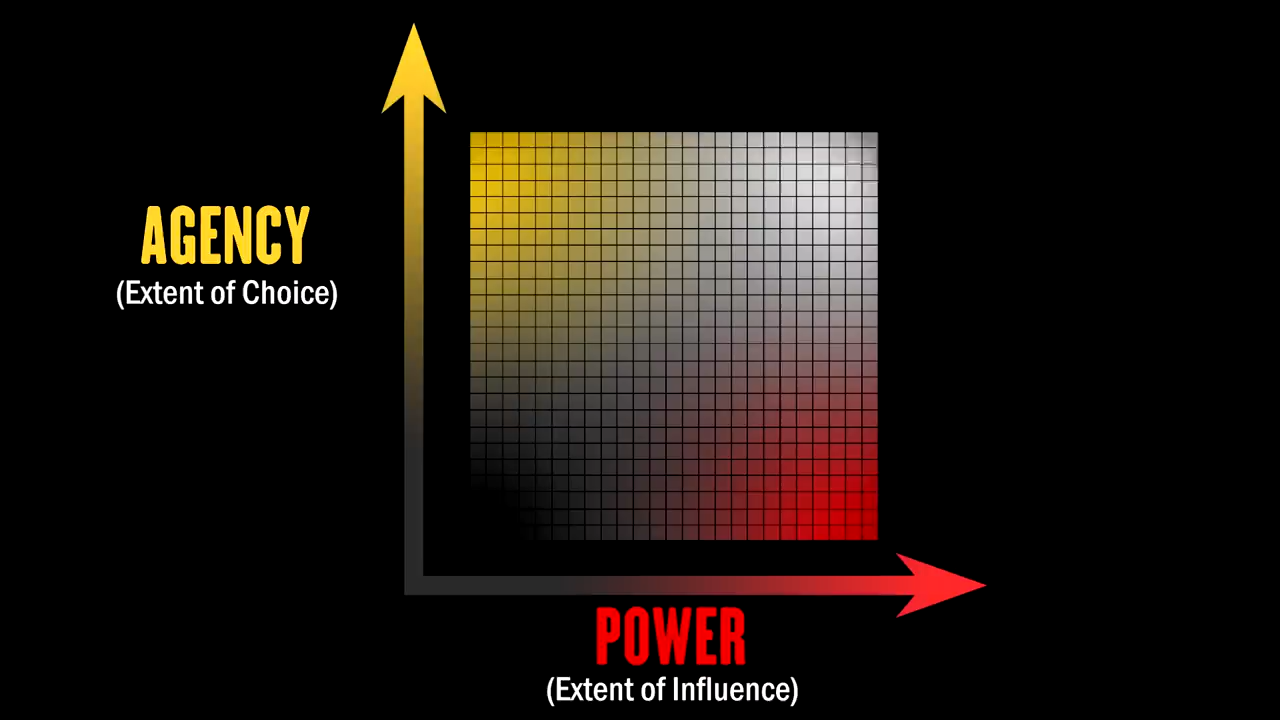 AGENCY
(Extent of Choice)
POWER
(Extent of Influence)